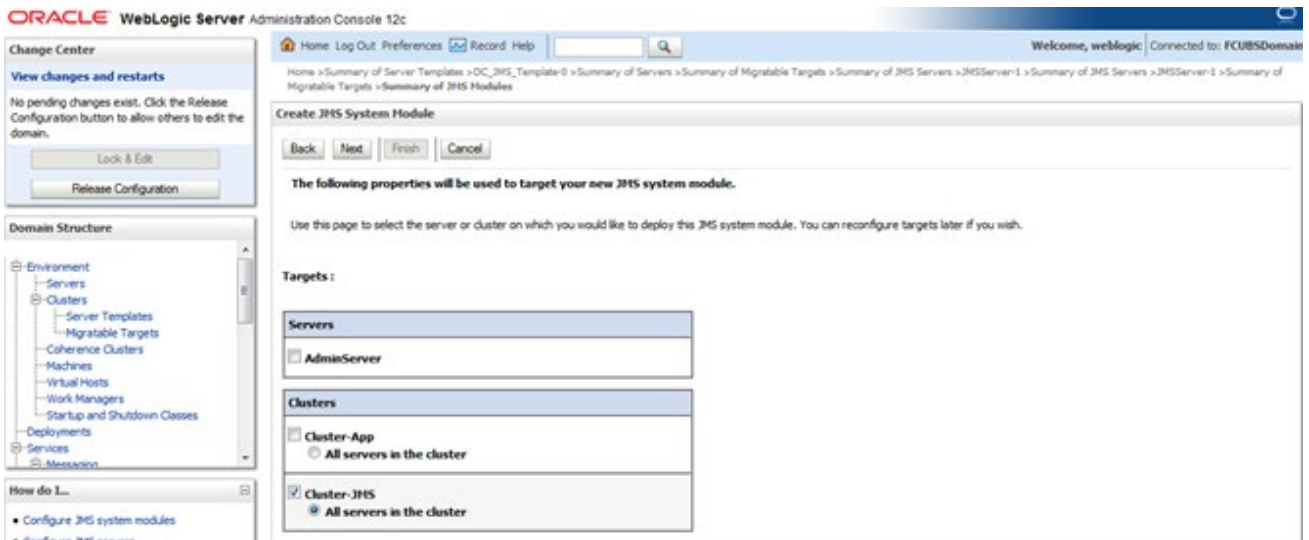 ORACLE WebLogic Server Administration Console 12c
Change Center
View changes and restarts
No pending changes exist. Click the Release
Configuration button to allow others to edit the
domain.
Lock & Edit
Release Configuration
Domain Structure
Environment
Servers
Clusters
Server Templates
Migratable Targets
Coherence Clusters
Machines
Virtual Hosts
Work Managers
Startup and Shutdown Classes
Deployments
Services
Messaging
How do I...
Configure JMS system modules
Configure JMS servers
Home Log Out Preferences Record Help
Welcome, weblogic Connected to: FCUBSDomain
Home >Summary of Server Templates >DC_JMS_Template-0 >Summary of Servers >Summary of Migratable Targets >Summary of JMS Servers >JMSServer-1 >Summary of JMS Servers >JMSServer-1 >Summary of
Migratable Targets >Summary of JMS Modules
Create JMS System Module
Back Next Finish Cancel
The following properties will be used to target your new JMS system module.
Use this page to select the server or cluster on which you would like to deploy this JMS system module. You can reconfigure targets later if you wish.
Targets :
Servers
AdminServer
Clusters
Cluster-App
All servers in the cluster
Cluster-JMS
All servers in the cluster